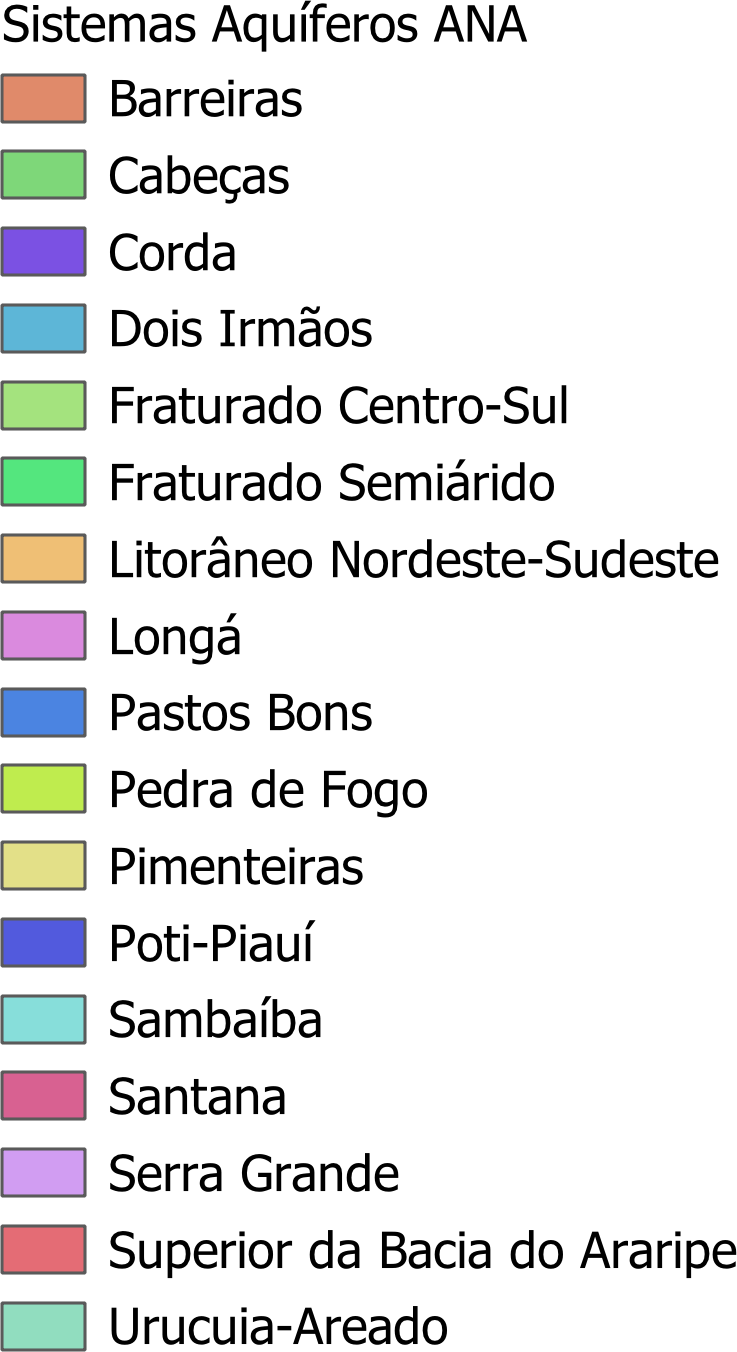 Sistemas Aquíferos ANA
Barreiras
Cabeças
Corda
Dois Irmãos
Fraturado Centro-Sul
Fraturado Semiárido
Litorâneo Nordeste-Sudeste
Longá
Pastos Bons
Pedra de Fogo
Pimenteiras
Poti-Piauí
Sambaíba
Santana
Serra Grande
Superior da Bacia do Araripe
Urucuia-Areado